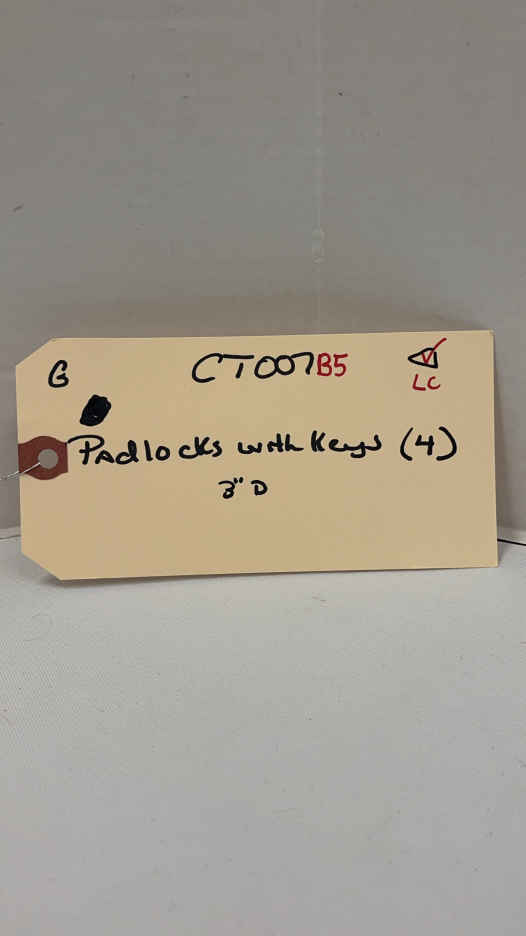 G CT007B5
LC
Padlocks with Keys (4)
3" D